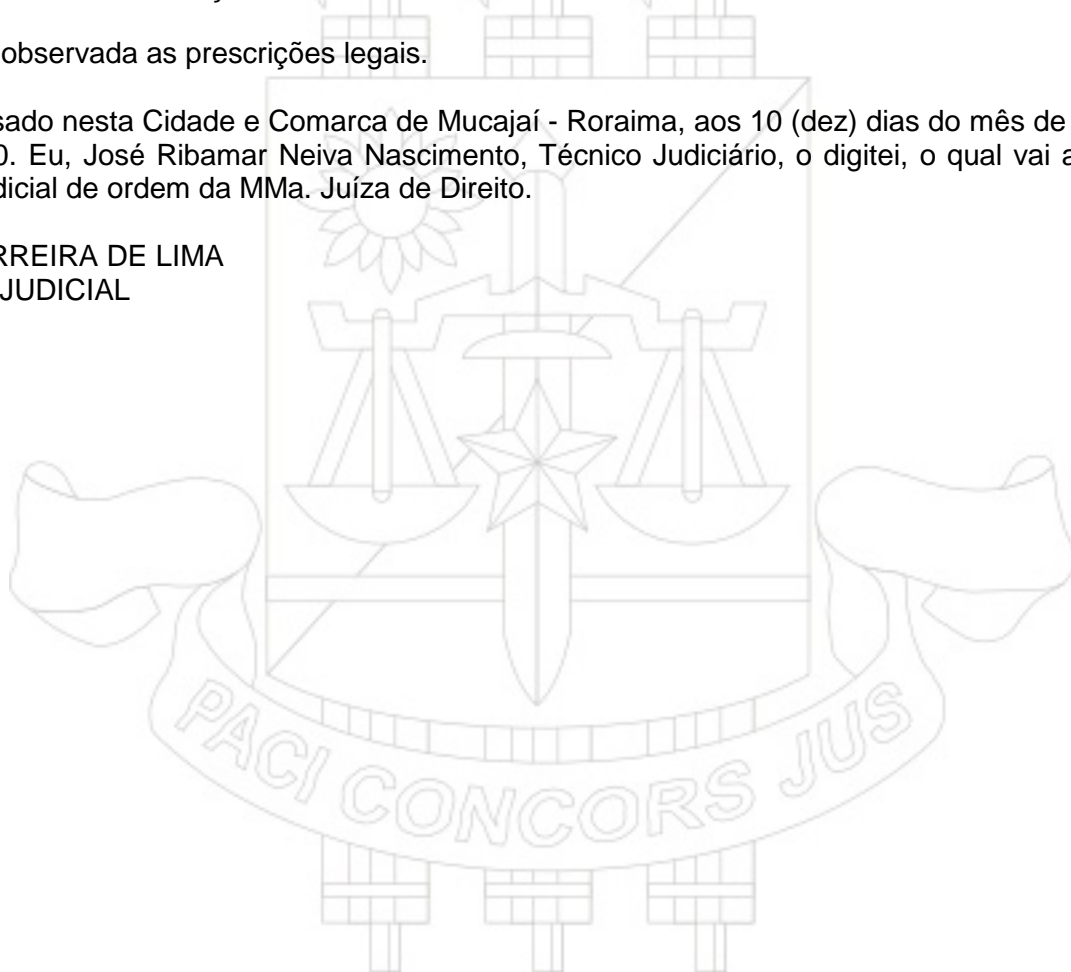 observada as prescrições legais.
sado nesta Cidade e Comarca de Mucajaí - Roraima, aos 10 (dez) dias do mês de
0. Eu, José Ribamar Neiva Nascimento, Técnico Judiciário, o digitei, o qual vai a
dicial de ordem da MMa. Juíza de Direito.
RREIRA DE LIMA
JUDICIAL
PACI CONCORS JUS